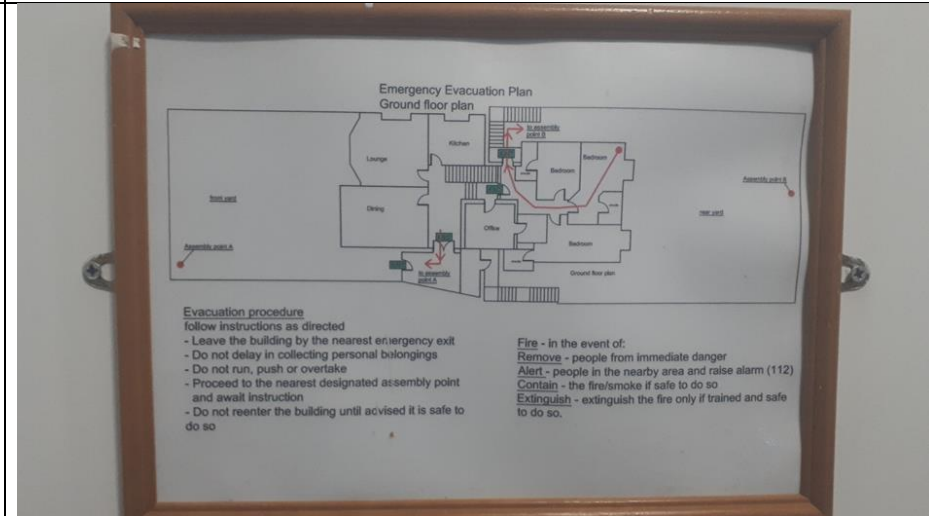 Emergency Evacuation Plan
Ground floor plan
to assembly
point B
Kitchen
Lounge
Bedroom
Bedroom
Assembly point B
front yard
Dining
rear yard
Office
Bedroom
Assembly point A
to assembly
point A
Ground floor plan
Evacuation procedure
follow instructions as directed
- Leave the building by the nearest emergency exit
- Do not delay in collecting personal belongings
- Do not run, push or overtake
- Proceed to the nearest designated assembly point
and await instruction
- Do not reenter the building until advised it is safe to
do so
Fire - in the event of:
Remove - people from immediate danger
Alert - people in the nearby area and raise alarm (112)
Contain - the fire/smoke if safe to do so
Extinguish - extinguish the fire only if trained and safe
to do so.